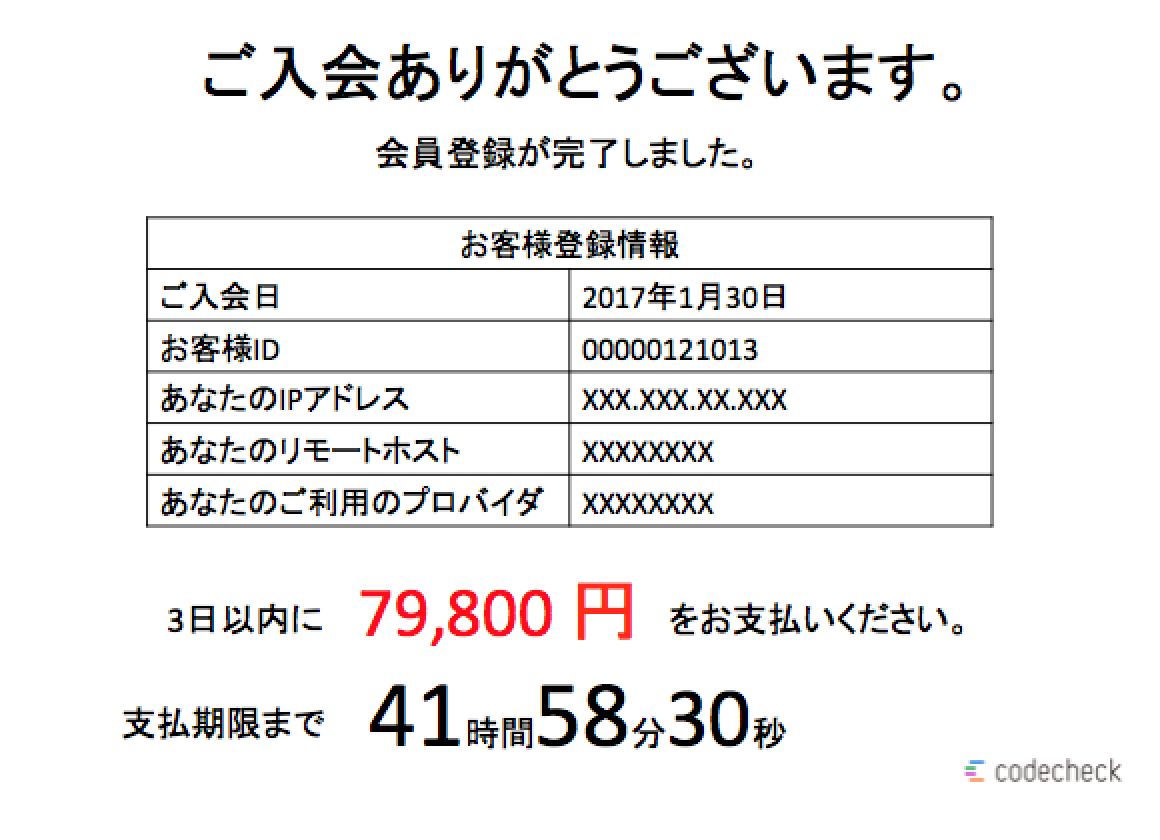 ご入会ありがとうございます。
会員登録が完了しました。
お客様登録情報
ご入会日 2017年1月30日
お客様ID 00000121013
あなたのIPアドレス XXX.XXX.XX.XXX
あなたのリモートホスト XXXXXXXX
あなたのご利用のプロバイダ XXXXXXXX
3日以内に 79,800 円 をお支払いください。
支払期限まで 41時間58分30秒
codecheck